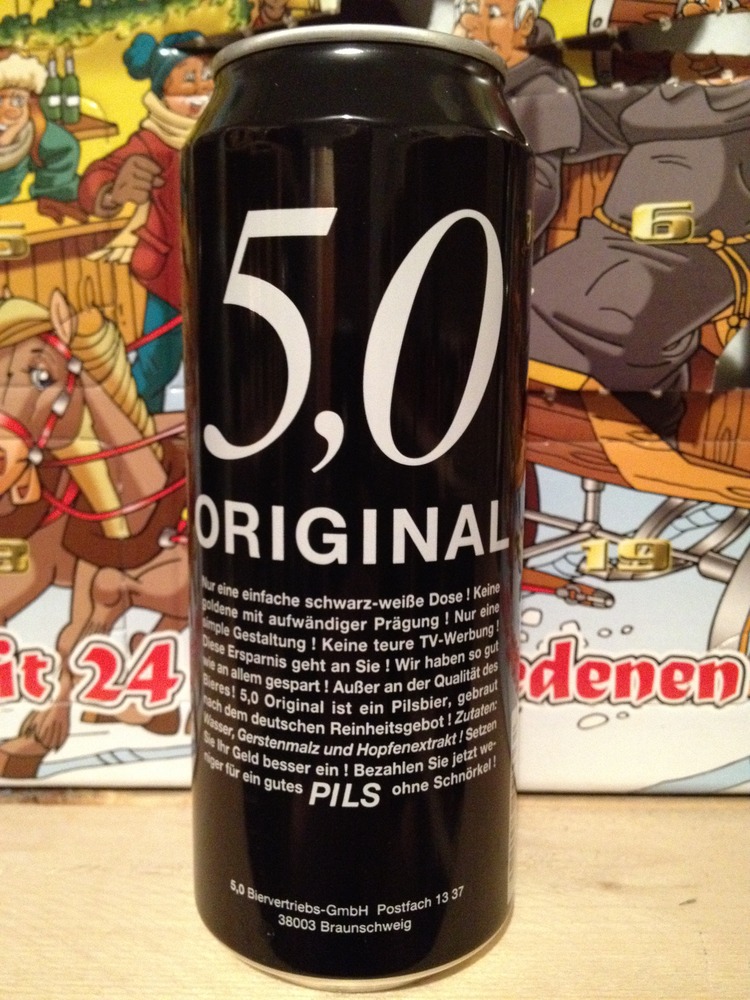 5,0
ORIGINAL
Nur eine einfache schwarz-weiße Dose ! Keine
goldene mit aufwändiger Prägung ! Nur eine
simple Gestaltung ! Keine teure TV-Werbung !
Diese Ersparnis geht an Sie ! Wir haben so gut
wie an allem gespart ! Außer an der Qualität des
Bieres ! 5,0 Original ist ein Pilsbier, gebraut
nach dem deutschen Reinheitsgebot ! Zutaten:
Wasser, Gerstenmalz und Hopfenextrakt ! Setzen
Sie Ihr Geld besser ein ! Bezahlen Sie jetzt we-
niger für ein gutes PILS ohne Schnörkel !
5,0 Biervertriebs-GmbH Postfach 13 37
38003 Braunschweig
6
19
it 24
edenen